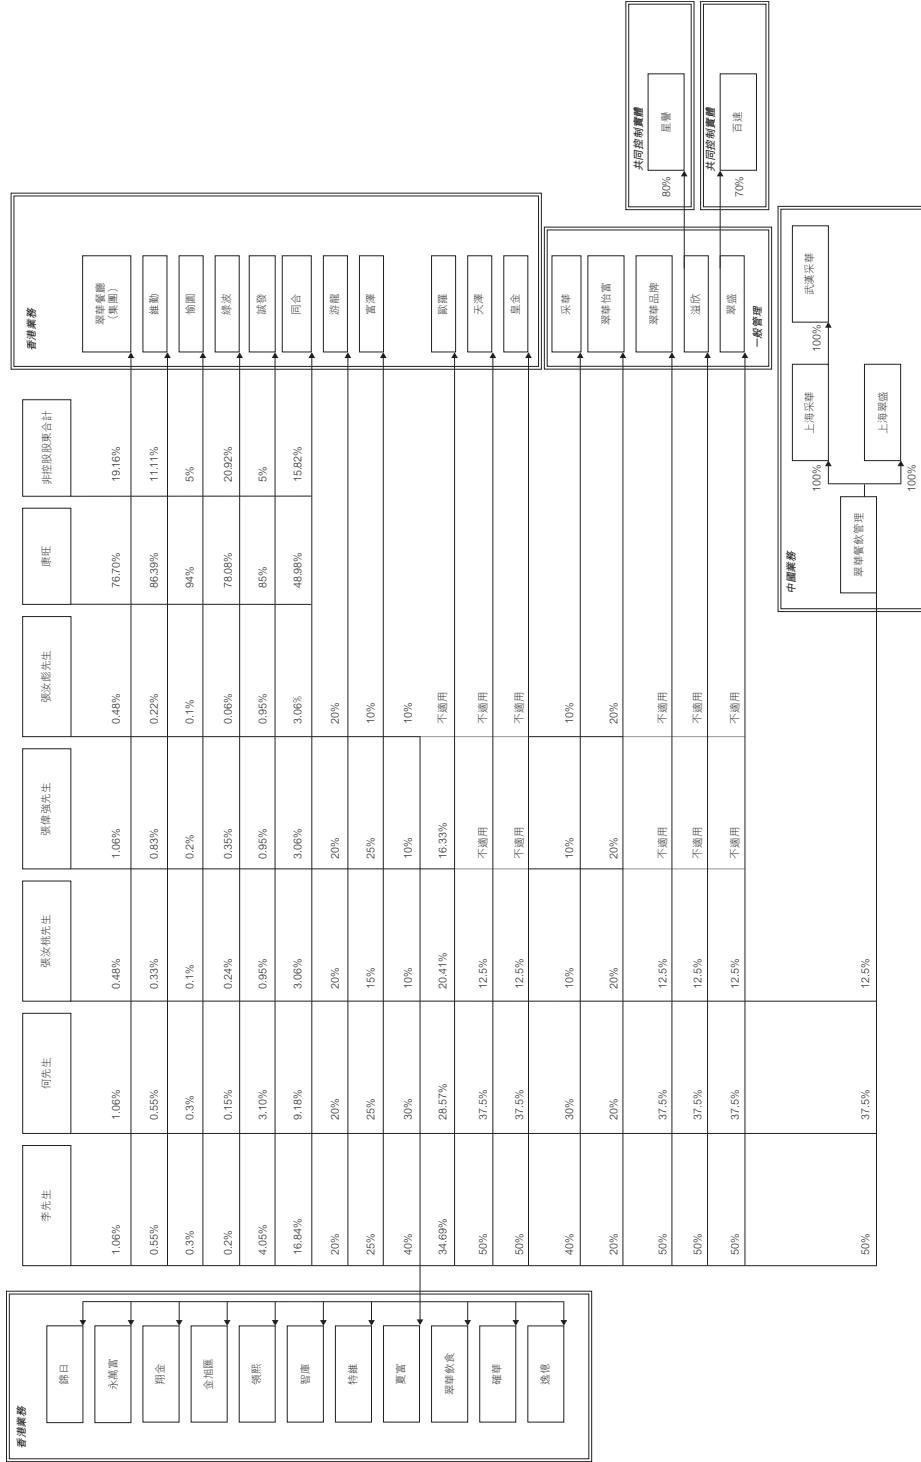 香港業務
錦日
永萬富
翔金
金旭匯
領熙
智庫
特維
夏富
翠華飲食
確華
逸億
李先生
何先生
張汝桃先生
張偉強先生
張汝彪先生
康旺
非控股股東合計
香港業務
1.06%
1.06%
0.48%
1.06%
0.48%
76.70%
19.16%
翠華餐廳
（集團）
0.55%
0.55%
0.33%
0.83%
0.22%
86.39%
11.11%
維勤
0.3%
0.3%
0.1%
0.2%
0.1%
94%
5%
愉圓
0.2%
0.15%
0.24%
0.35%
0.06%
78.08%
20.92%
綠波
4.05%
3.10%
0.95%
0.95%
0.95%
85%
5%
誠發
16.84%
9.18%
3.06%
3.06%
3.06%
48.98%
15.82%
同合
20%
20%
20%
20%
20%
游龍
25%
25%
15%
25%
10%
富澤
40%
30%
10%
10%
10%
34.69%
28.57%
20.41%
16.33%
不適用
歐羅
50%
37.5%
12.5%
不適用
不適用
天澤
50%
37.5%
12.5%
不適用
不適用
皇金
40%
30%
10%
10%
10%
采華
20%
20%
20%
20%
20%
翠華怡富
50%
37.5%
12.5%
不適用
不適用
翠華品牌
50%
37.5%
12.5%
不適用
不適用
溢欣
80%
共同控制實體
星譽
50%
37.5%
12.5%
不適用
不適用
翠盛
一般管理
70%
共同控制實體
百達
50%
37.5%
12.5%
中國業務
翠華餐飲管理
100%
上海采華
100%
武漢采華
100%
上海翠盛